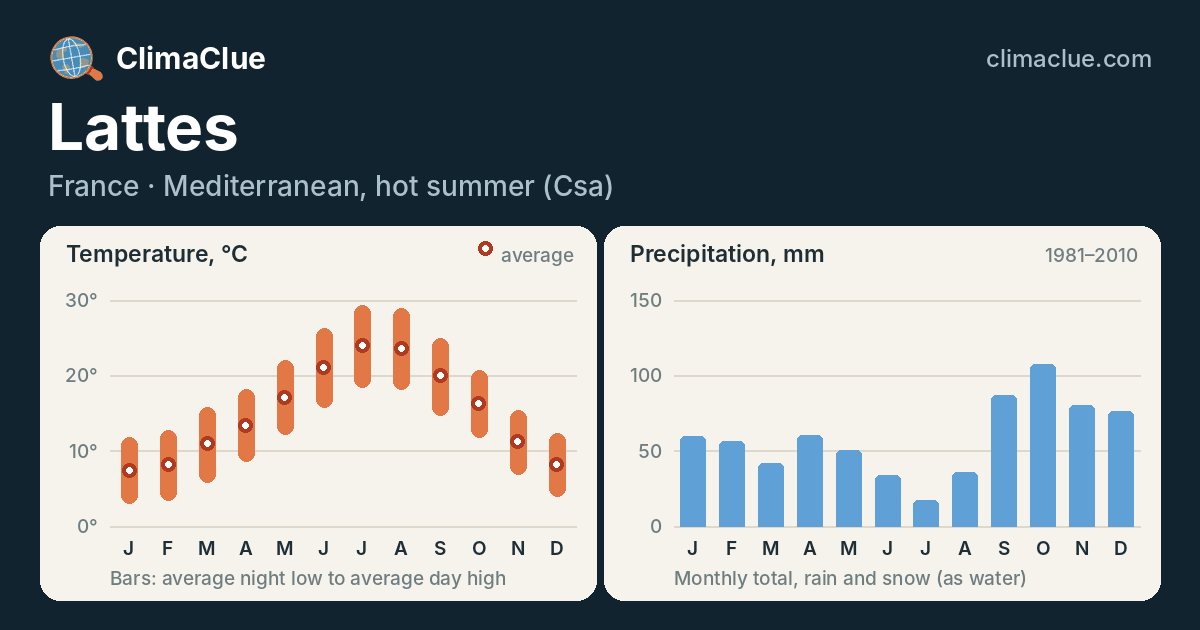 ClimaClue
climaclue.com
Lattes
France · Mediterranean, hot summer (Csa)
Temperature, °C
average
30°
20°
10°
0°
J F M A M J J A S O N D
Bars: average night low to average day high
Precipitation, mm
1981–2010
150
100
50
0
J F M A M J J A S O N D
Monthly total, rain and snow (as water)